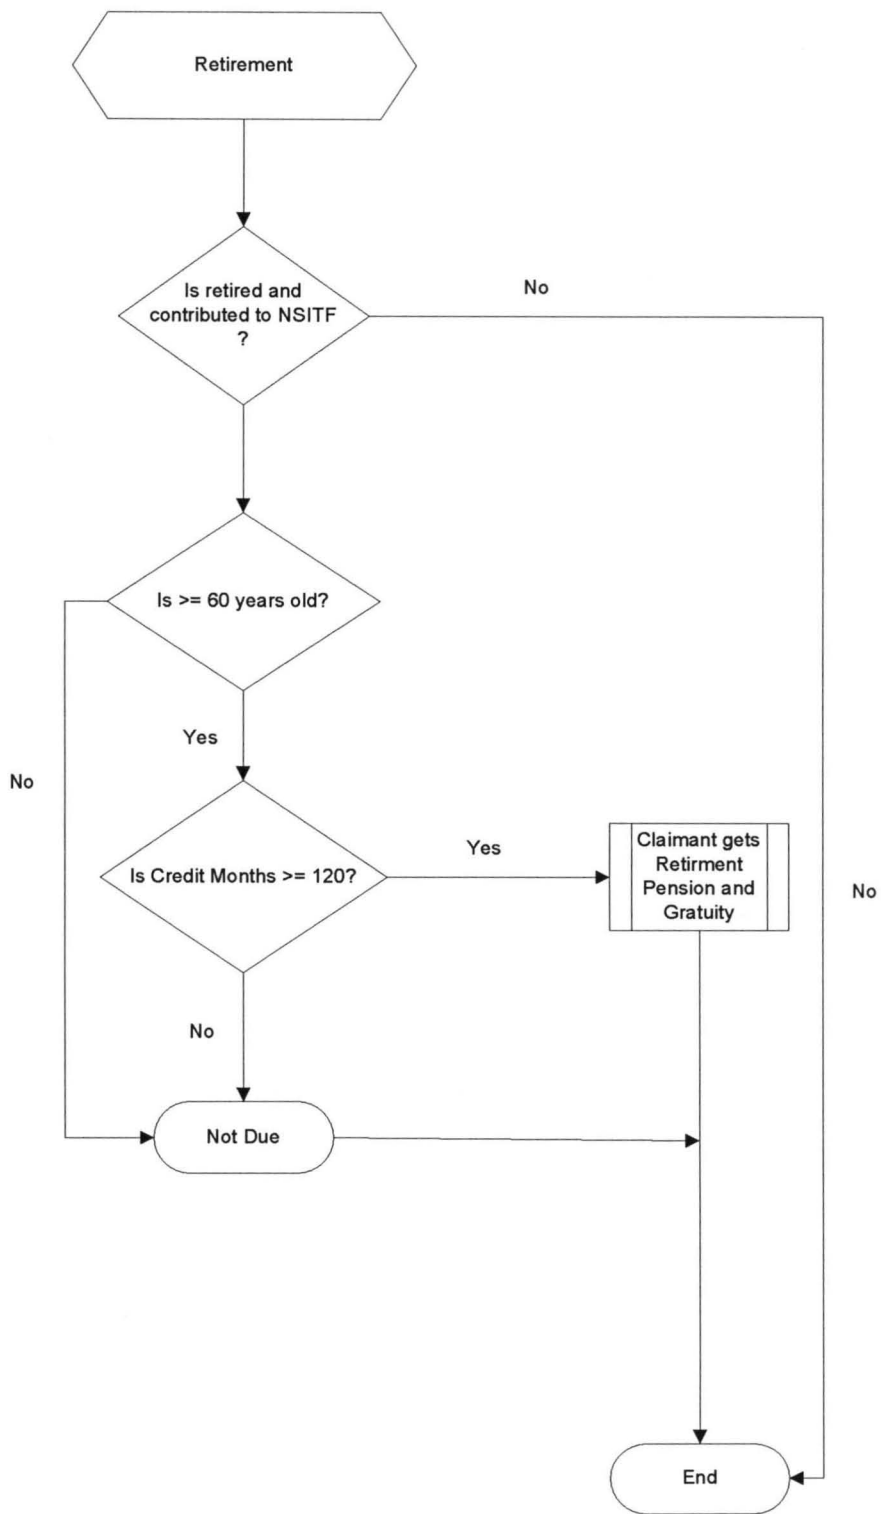 Retirement
Is retired and
contributed to NSITF
?
No
Is >= 60 years old?
Yes
No
Is Credit Months >= 120?
Yes
Claimant gets
Retirment
Pension and
Gratuity
No
No
Not Due
End